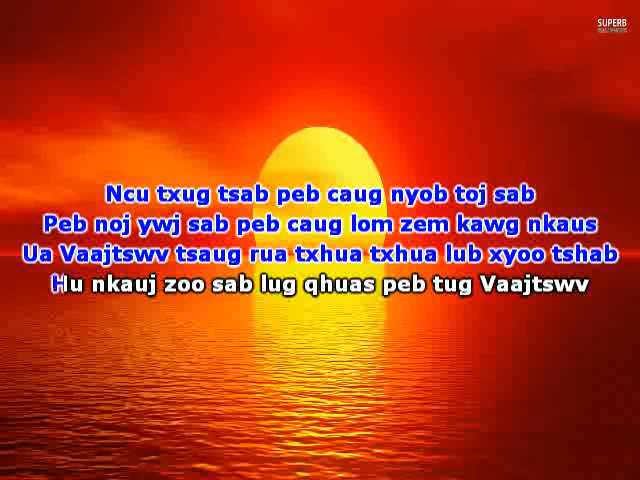 SUPERB
Ncu txug tsab peb caug nyob toj sab
Peb noj ywj sab peb caug lom zem kawg nkaus
Ua Vaajtswv tsaug rua txhua txhua lub xyoo tshab
Hu nkauj zoo sab lug qhuas peb tug Vaajtswv